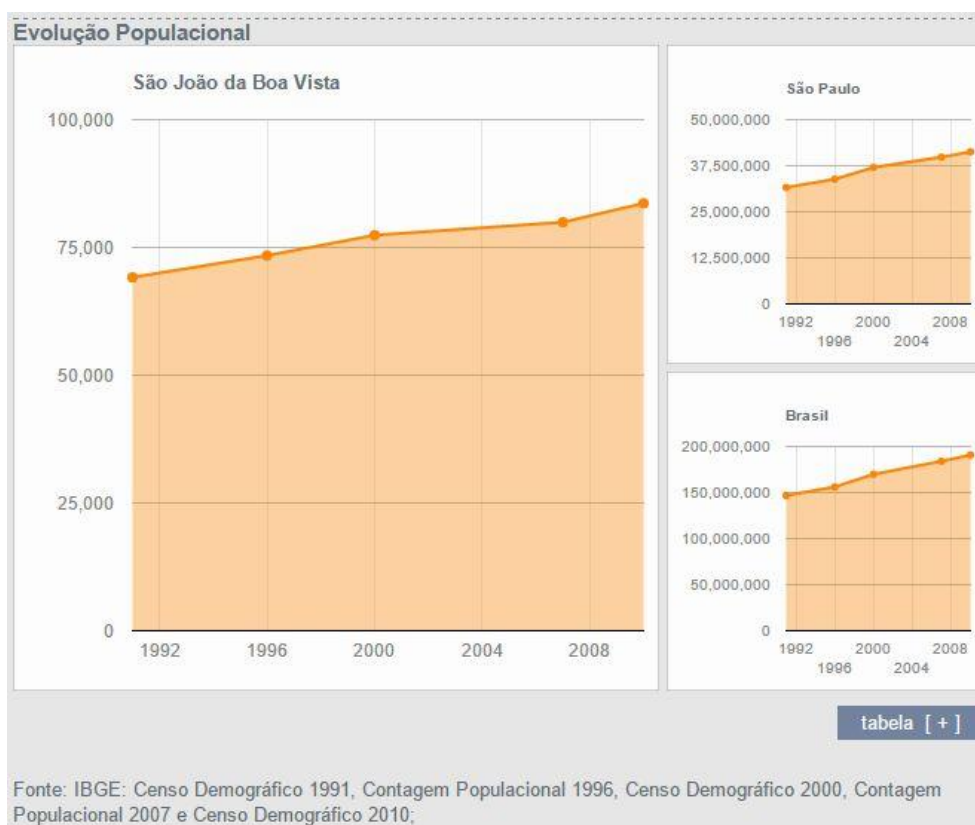 Evolução Populacional
São João da Boa Vista
100,000
75,000
50,000
25,000
0
1992 1996 2000 2004 2008
São Paulo
50,000,000
37,500,000
25,000,000
12,500,000
0
1992 2000 2008
1996 2004
Brasil
200,000,000
150,000,000
100,000,000
50,000,000
0
1992 2000 2008
1996 2004
tabela [ + ]
Fonte: IBGE: Censo Demográfico 1991, Contagem Populacional 1996, Censo Demográfico 2000, Contagem
Populacional 2007 e Censo Demográfico 2010;